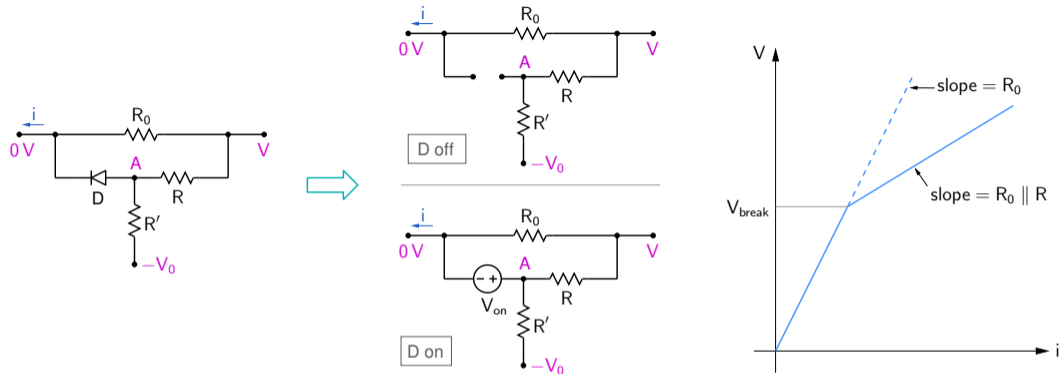 i
R₀
0 V
V
A
D
R
R′
−V₀
i
R₀
0 V
V
A
R
R′
D off
−V₀
i
R₀
0 V
V
A
V_on
R
R′
D on
−V₀
V
slope = R₀
slope = R₀ ∥ R
V_break
i